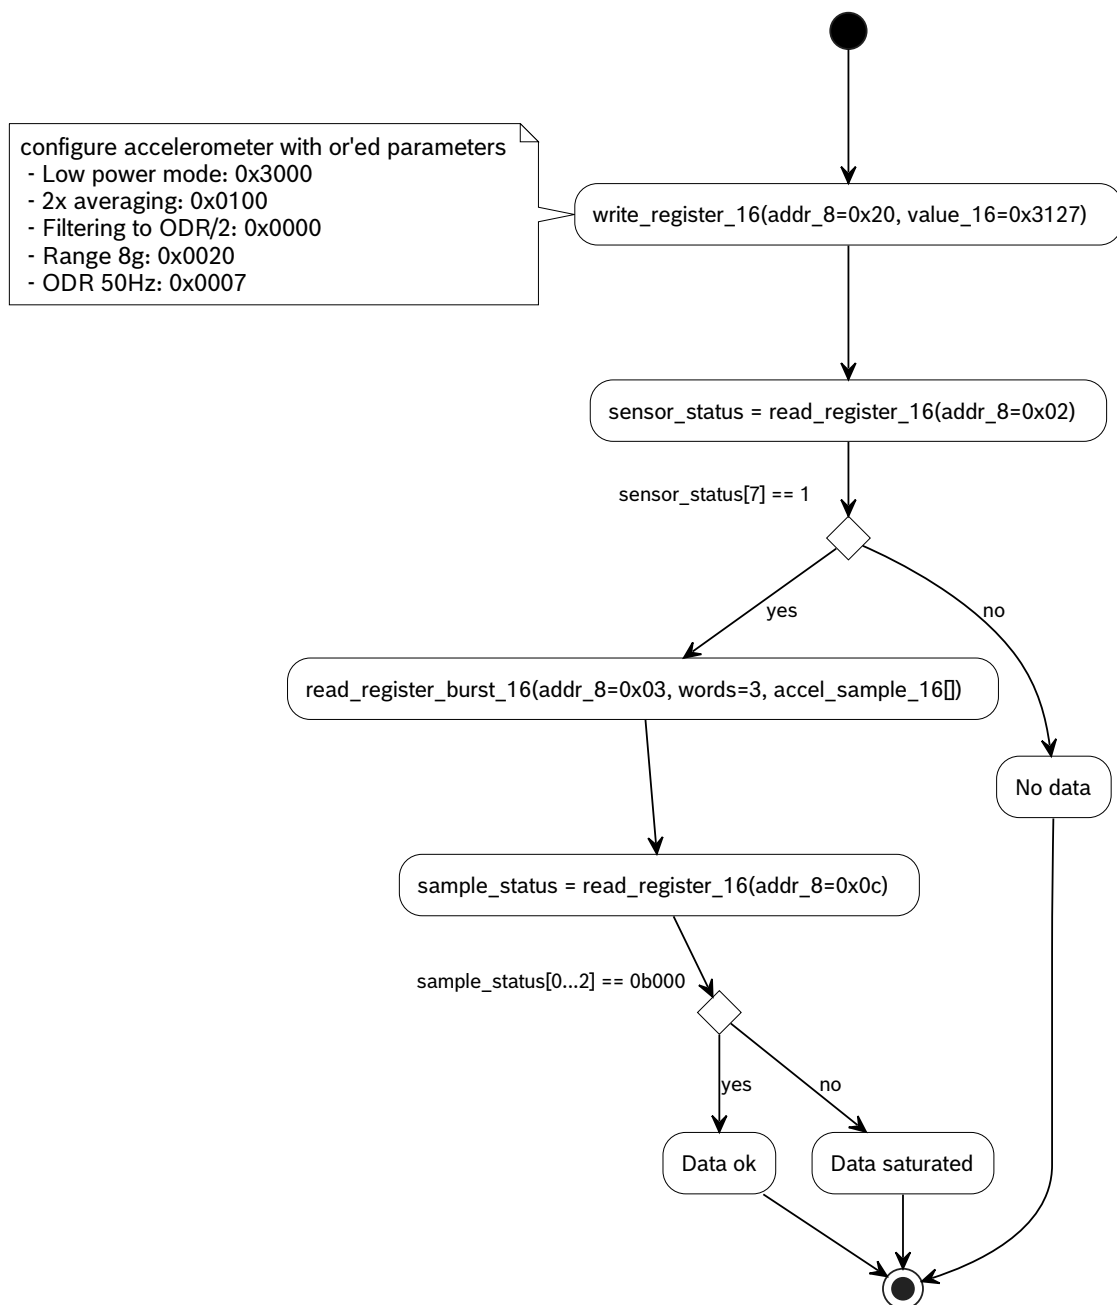 configure accelerometer with or'ed parameters
- Low power mode: 0x3000
- 2x averaging: 0x0100
- Filtering to ODR/2: 0x0000
- Range 8g: 0x0020
- ODR 50Hz: 0x0007
write_register_16(addr_8=0x20, value_16=0x3127)
sensor_status = read_register_16(addr_8=0x02)
sensor_status[7] == 1
yes
no
read_register_burst_16(addr_8=0x03, words=3, accel_sample_16[])
No data
sample_status = read_register_16(addr_8=0x0c)
sample_status[0...2] == 0b000
yes
no
Data ok
Data saturated